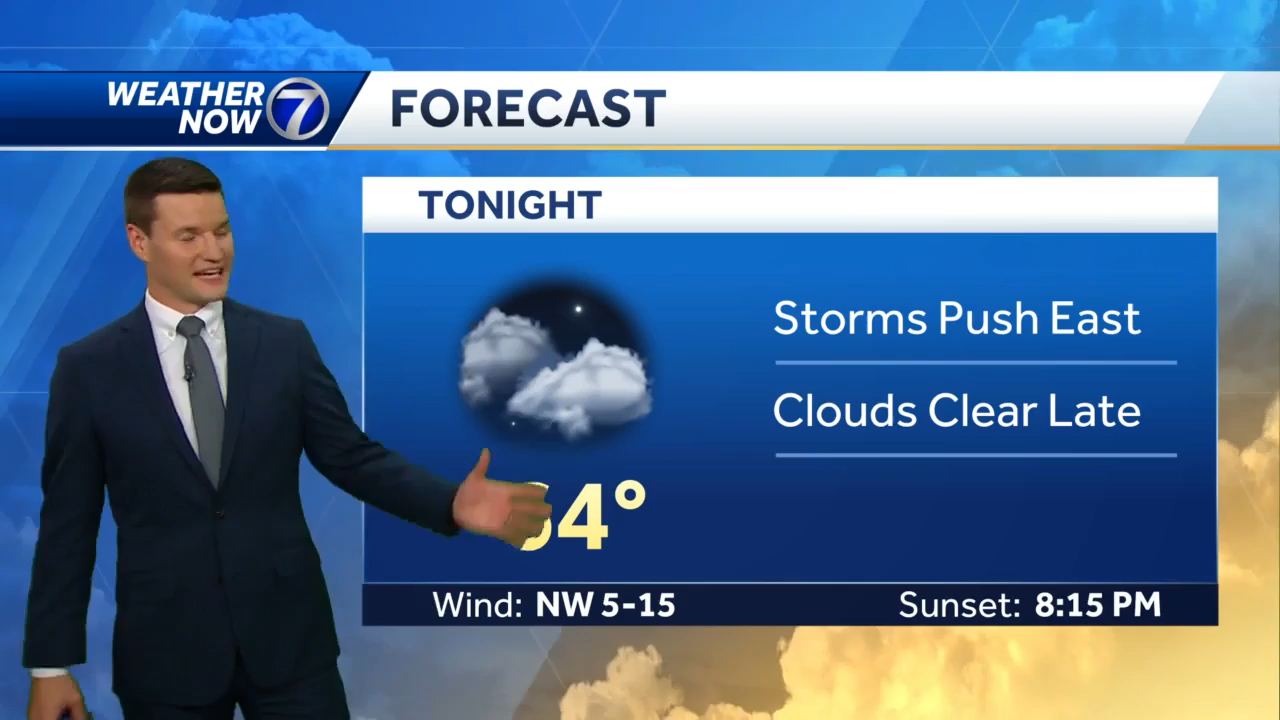 WEATHER
NOW 7
FORECAST
TONIGHT
Storms Push East
Clouds Clear Late
Wind: NW 5-15
Sunset: 8:15 PM